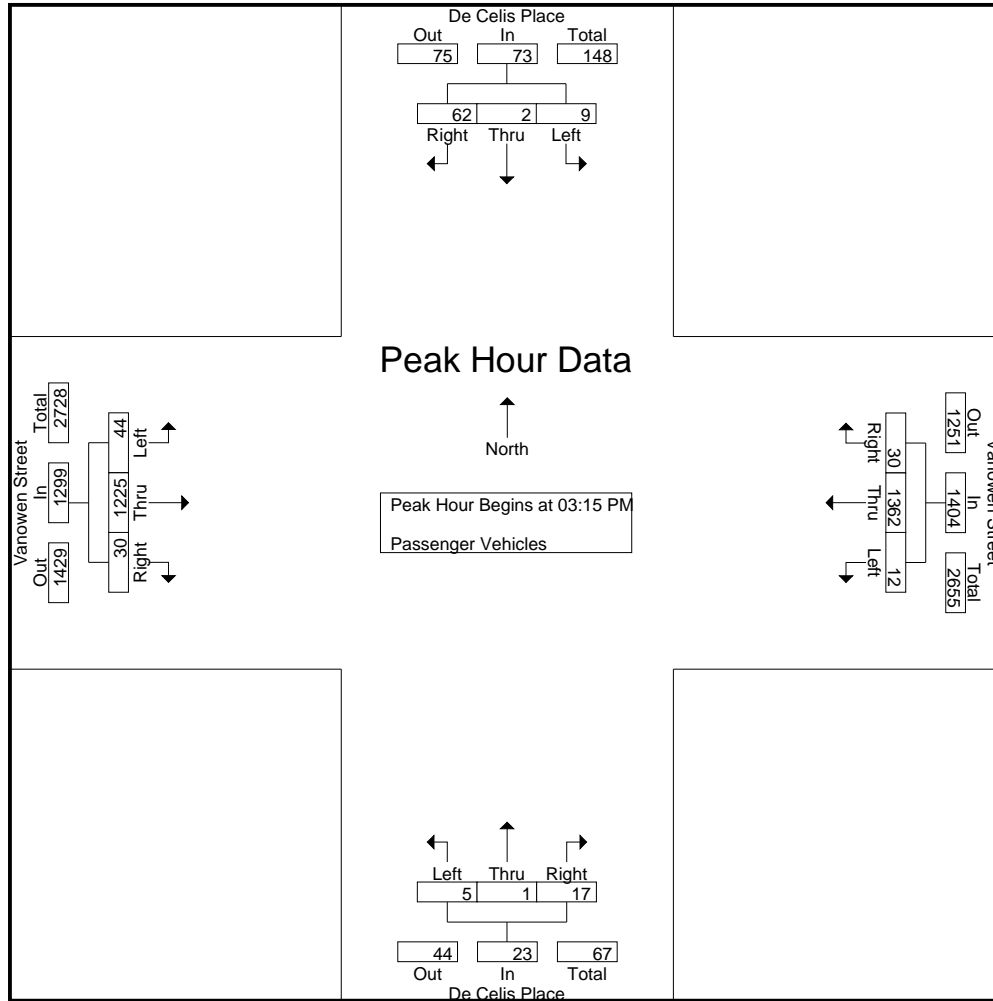 De Celis Place
Out In Total
75 73 148
62 2 9
Right Thru Left
Peak Hour Data
North
Peak Hour Begins at 03:15 PM
Passenger Vehicles
Vanowen Street
Total In Out
2728 1299 1429
44 1225 30
Left Thru Right
Vanowen Street
Out In Total
1251 1404 2655
30 1362 12
Right Thru Left
Left Thru Right
5 1 17
44 23 67
Out In Total
De Celis Place